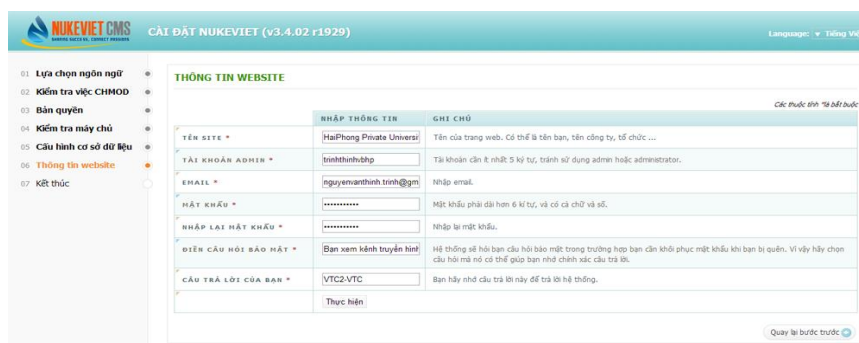 NUKEVIET CMS
SHARING SUCCESS, CONNECT PASSIONS
CÀI ĐẶT NUKEVIET (v3.4.02 r1929)
Language: Tiếng Việ
01 Lựa chọn ngôn ngữ
02 Kiểm tra việc CHMOD
03 Bản quyền
04 Kiểm tra máy chủ
05 Cấu hình cơ sở dữ liệu
06 Thông tin website
07 Kết thúc
THÔNG TIN WEBSITE
Các thuộc tính *là bắt buộc
NHẬP THÔNG TIN GHI CHÚ
TÊN SITE * HaiPhong Private Universi Tên của trang web. Có thể là tên bạn, tên công ty, tổ chức ...
TÀI KHOẢN ADMIN * trinhthinhvbhp Tài khoản cần ít nhất 5 ký tự, tránh sử dụng admin hoặc administrator.
EMAIL * nguyenvanthinh.trinh@gm Nhập email.
MẬT KHẨU * ••••••••••• Mật khẩu phải dài hơn 6 kí tự, và có cả chữ và số.
NHẬP LẠI MẬT KHẨU * ••••••••••• Nhập lại mật khẩu.
ĐIỀN CÂU HỎI BẢO MẬT * Bạn xem kênh truyền hình Hệ thống sẽ hỏi bạn câu hỏi bảo mật trong trường hợp bạn cần khôi phục mật khẩu khi bạn bị quên. Vì vậy hãy chọn
câu hỏi mà nó có thể giúp bạn nhớ chính xác câu trả lời.
CÂU TRẢ LỜI CỦA BẠN * VTC2-VTC Bạn hãy nhớ câu trả lời này để trả lời hệ thống.
Thực hiện
Quay lại bước trước